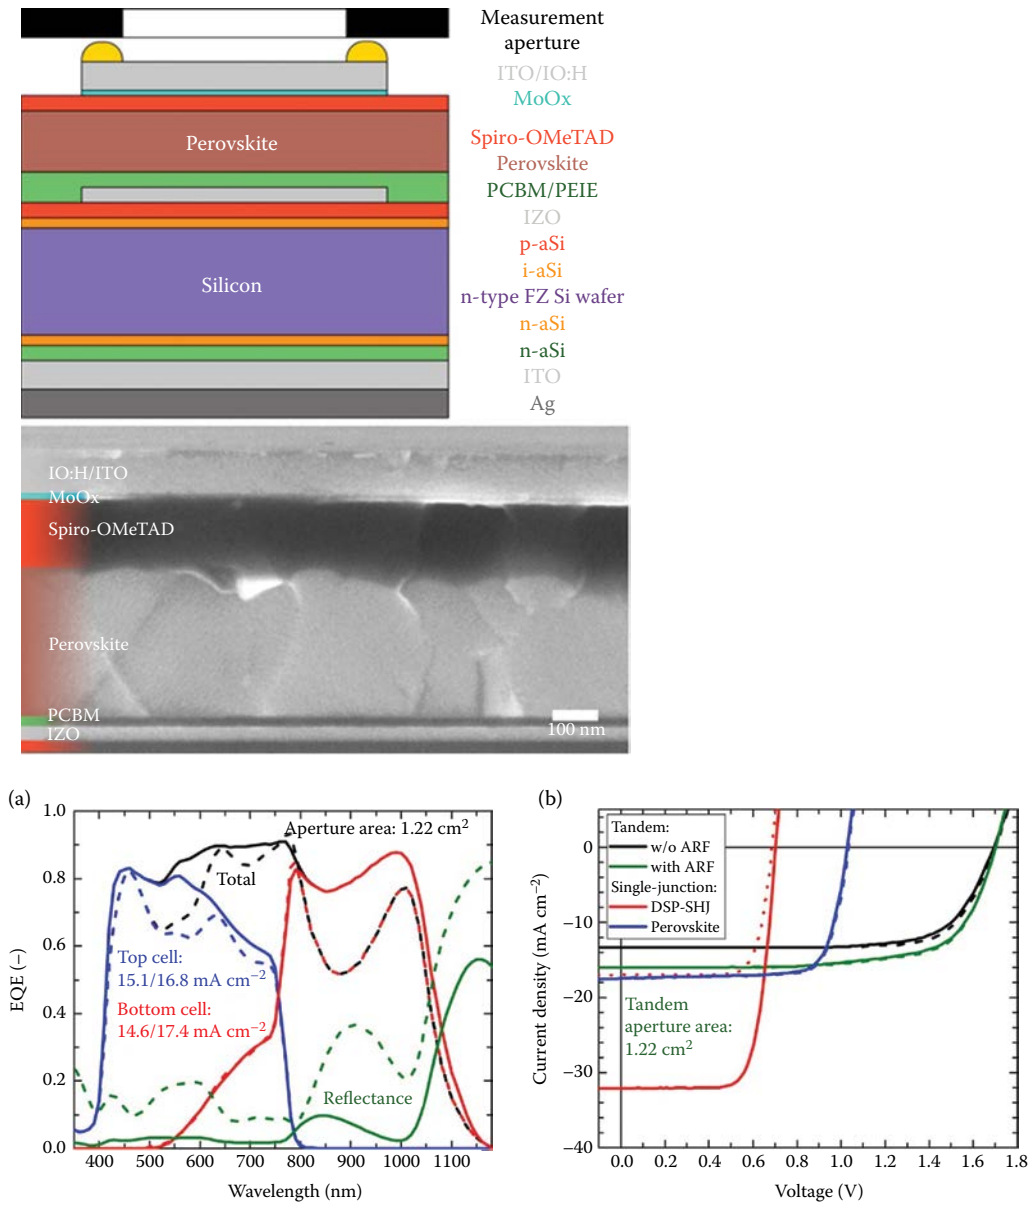 Measurement
aperture
ITO/IO:H
MoOx
Spiro-OMeTAD
Perovskite
Perovskite
PCBM/PEIE
IZO
p-aSi
i-aSi
Silicon
n-type FZ Si wafer
n-aSi
n-aSi
ITO
Ag
IO:H/ITO
MoOx
Spiro-OMeTAD
Perovskite
PCBM
IZO
100 nm
(a)
1.0
0.8
0.6
0.4
0.2
0.0
EQE (–)
Aperture area: 1.22 cm²
Total
Top cell:
15.1/16.8 mA cm⁻²
Bottom cell:
14.6/17.4 mA cm⁻²
Reflectance
400 500 600 700 800 900 1000 1100
Wavelength (nm)
(b)
Tandem:
w/o ARF
with ARF
Single-junction:
DSP-SHJ
Perovskite
0
–10
–20
–30
–40
Current density (mA cm⁻²)
Tandem
aperture area:
1.22 cm²
0.0 0.2 0.4 0.6 0.8 1.0 1.2 1.4 1.6 1.8
Voltage (V)